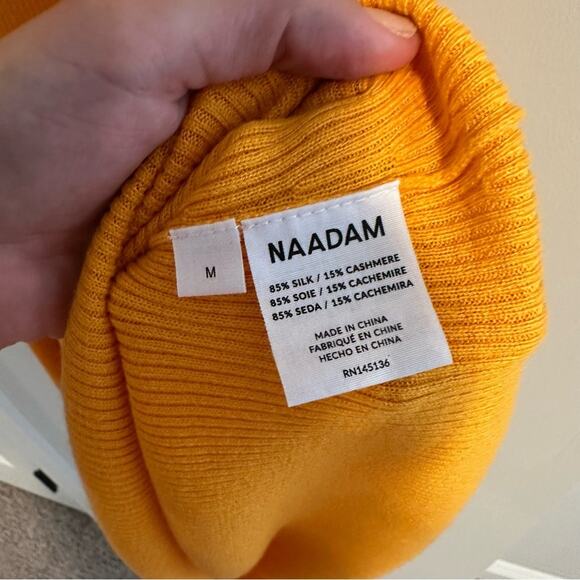 M
NAADAM
85% SILK / 15% CASHMERE
85% SOIE / 15% CACHEMIRE
85% SEDA / 15% CACHEMIRA
MADE IN CHINA
FABRIQUÉ EN CHINE
HECHO EN CHINA
RN145136